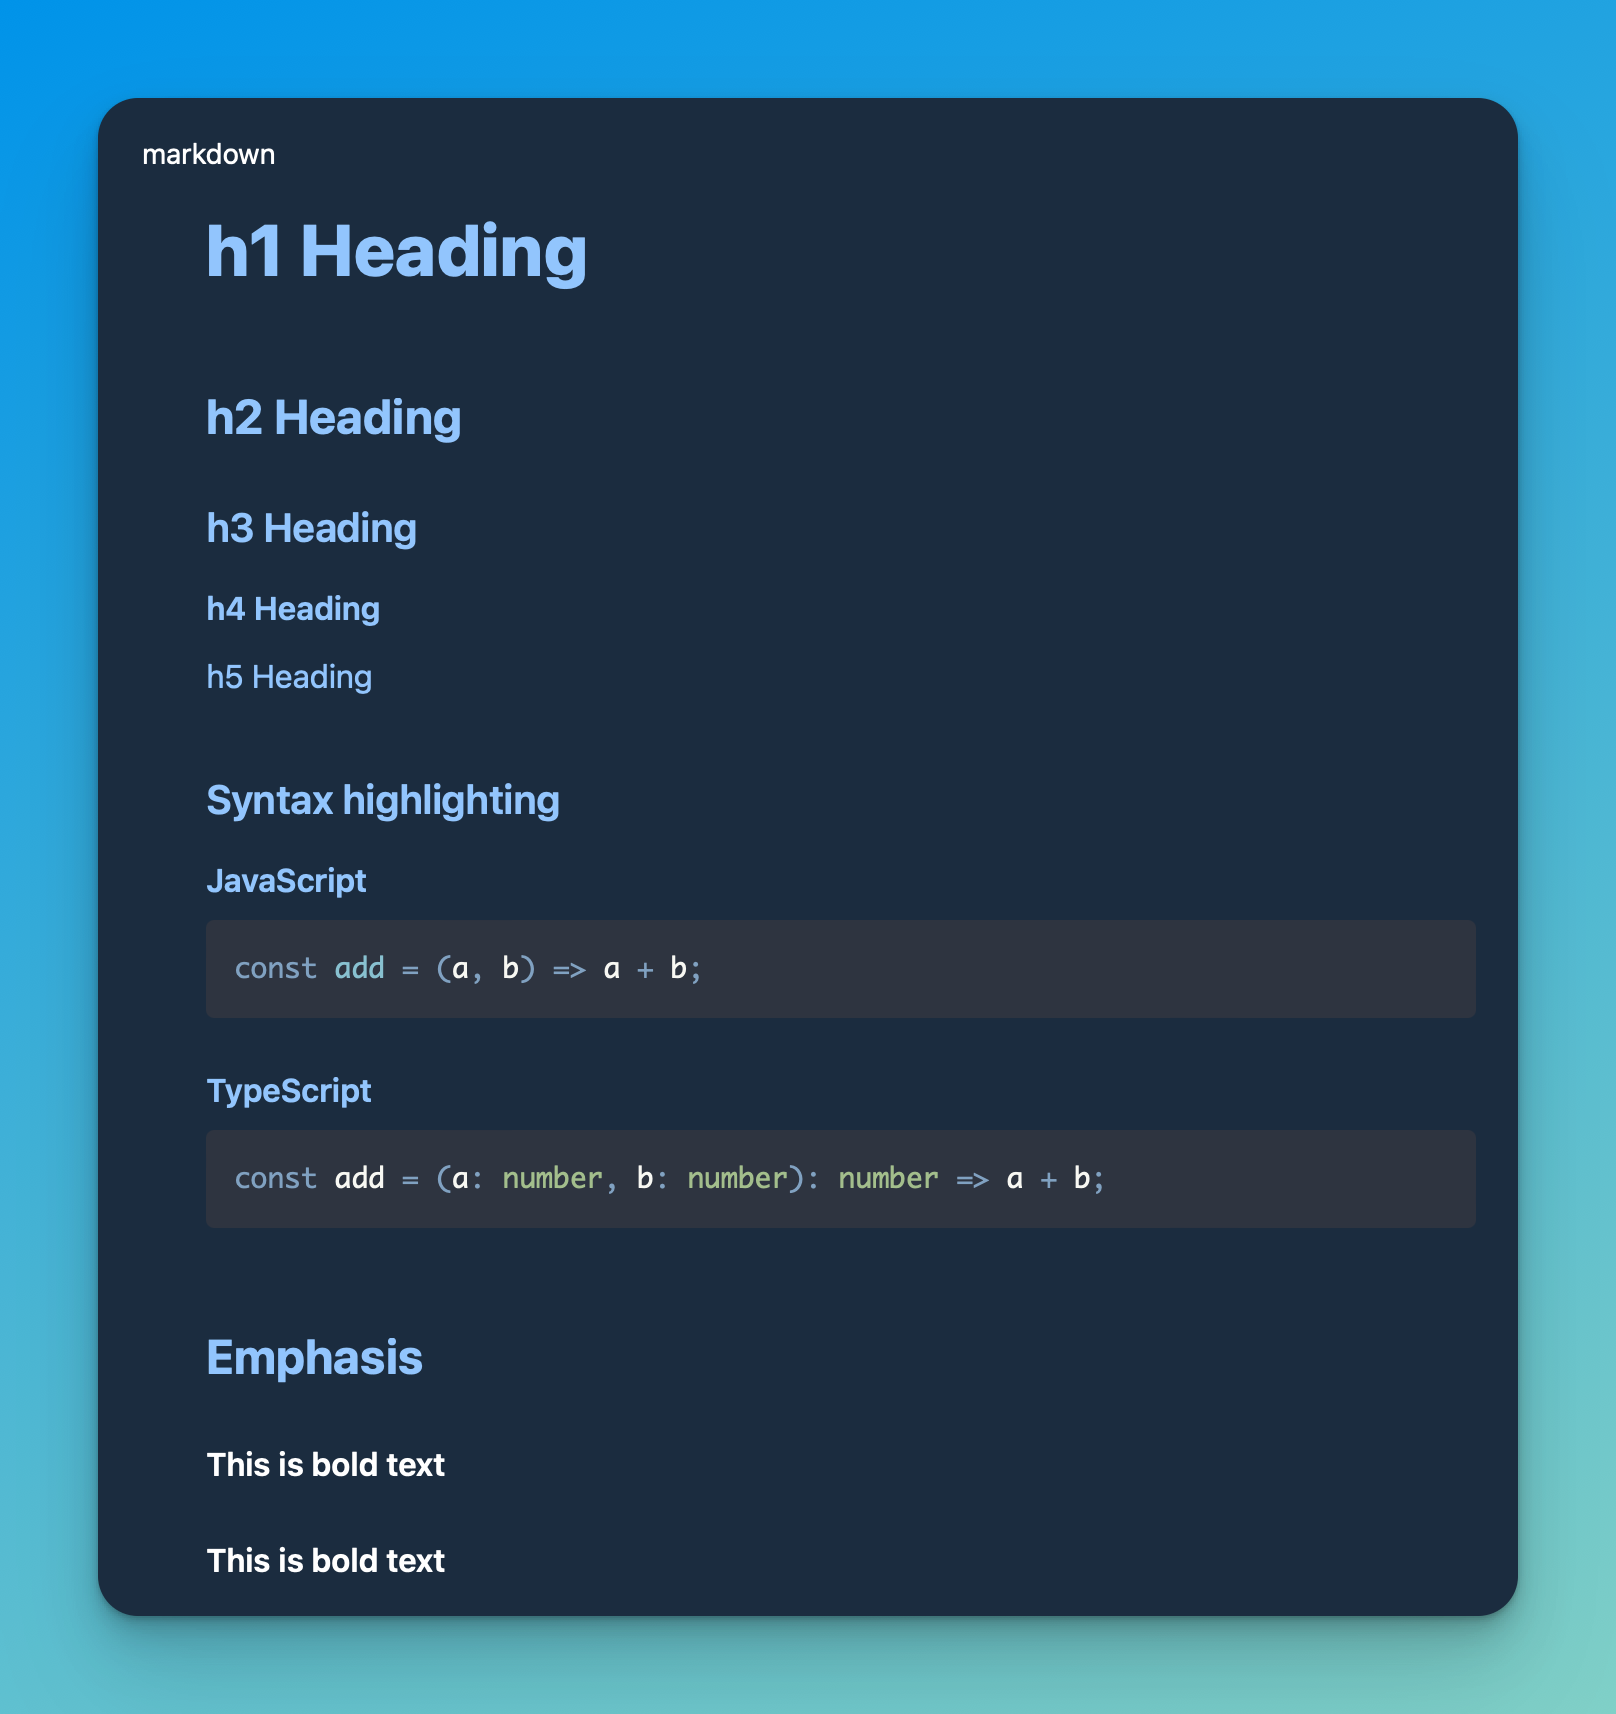 markdown
h1 Heading
h2 Heading
h3 Heading
h4 Heading
h5 Heading
Syntax highlighting
JavaScript
const add = (a, b) => a + b;
TypeScript
const add = (a: number, b: number): number => a + b;
Emphasis
This is bold text
This is bold text